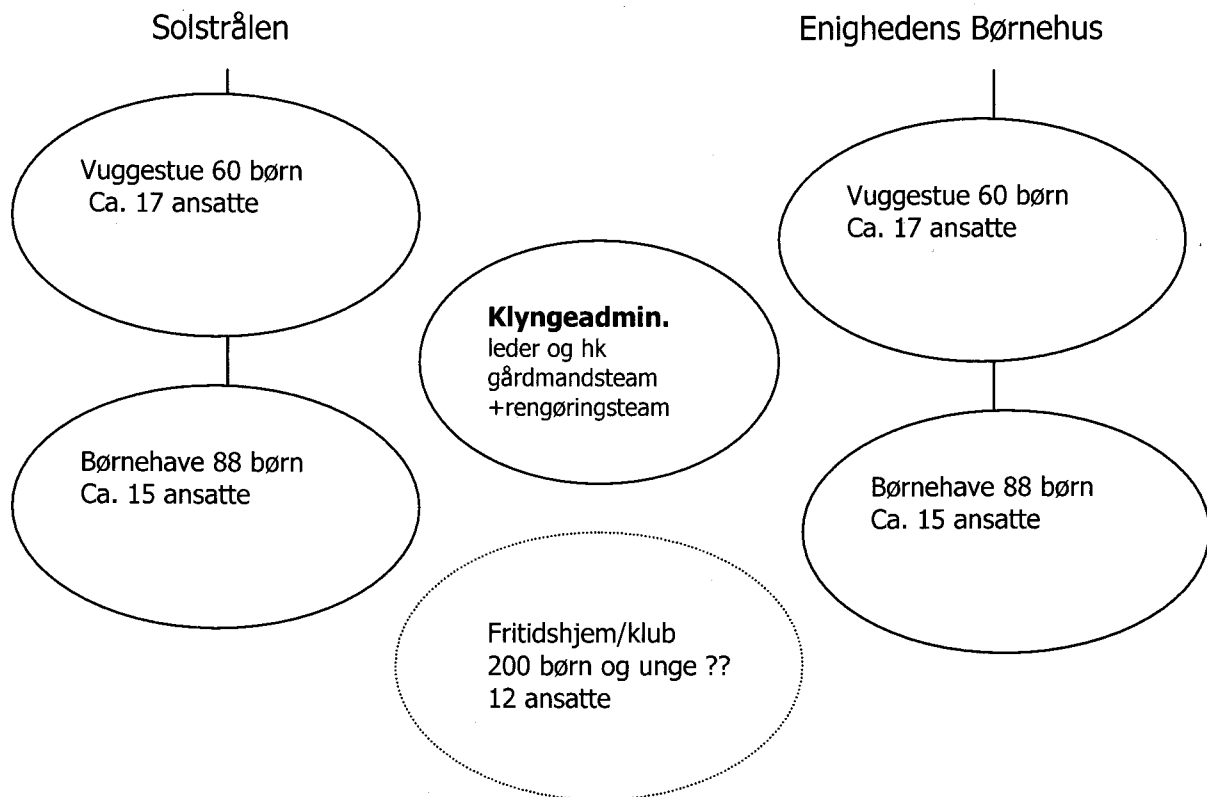 Solstrålen
Vuggestue 60 børn
Ca. 17 ansatte
Børnehave 88 børn
Ca. 15 ansatte
Klyngeadmin.
leder og hk
gårdmandsteam
+rengøringsteam
Fritidshjem/klub
200 børn og unge ??
12 ansatte
Enighedens Børnehus
Vuggestue 60 børn
Ca. 17 ansatte
Børnehave 88 børn
Ca. 15 ansatte